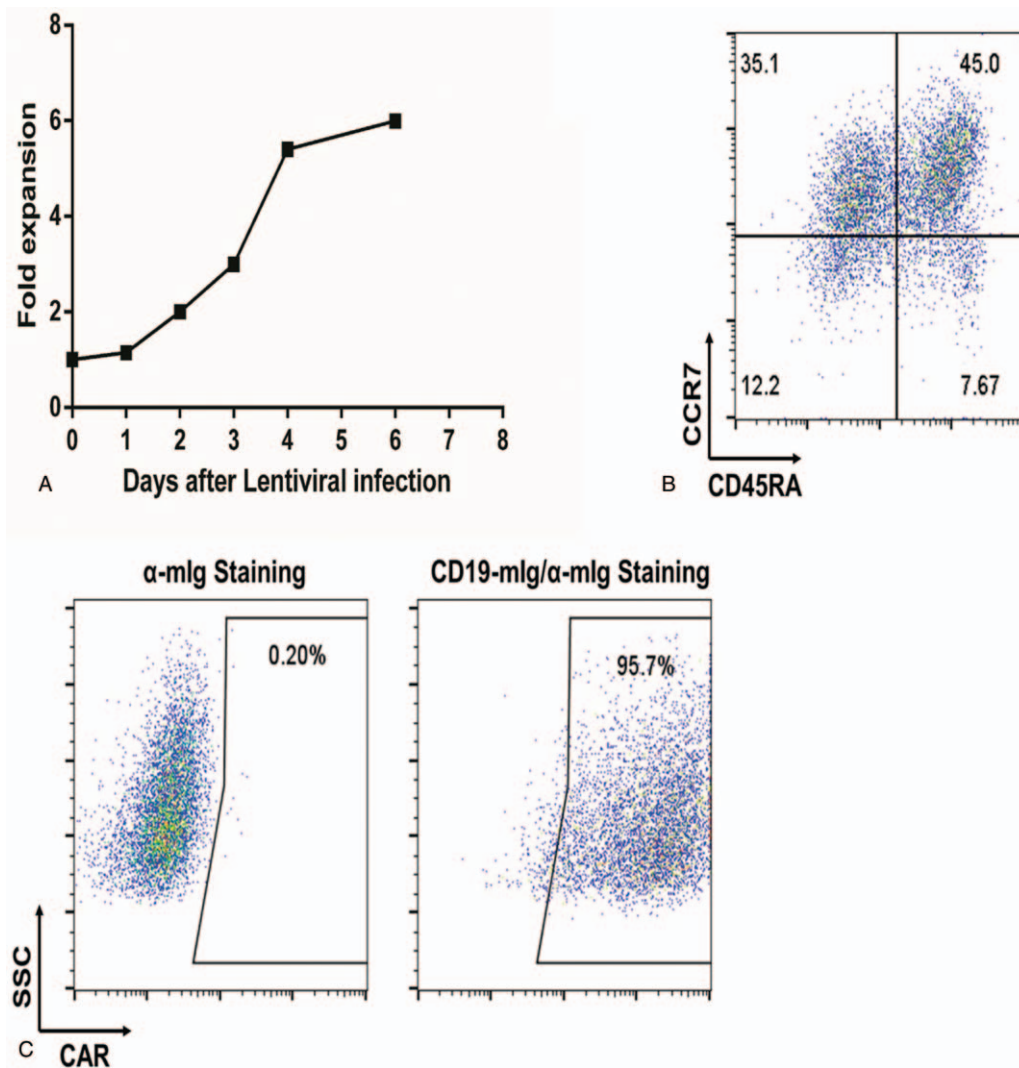 8
6
4
2
0
Fold expansion
0 1 2 3 4 5 6 7 8
Days after Lentiviral infection
A
35.1 45.0
12.2 7.67
CCR7
CD45RA
B
α-mIg Staining
0.20%
CD19-mIg/α-mIg Staining
95.7%
SSC
CAR
C